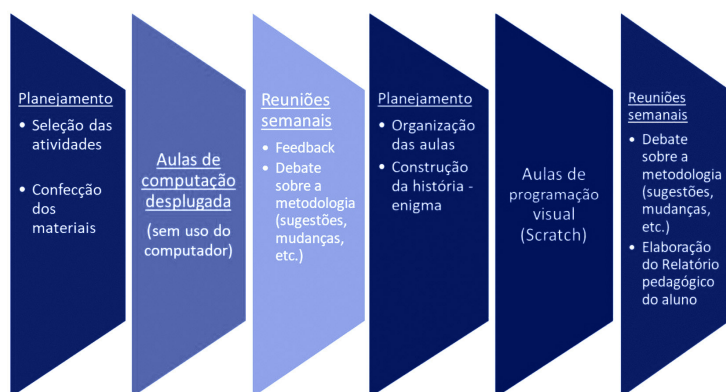 Planejamento
• Seleção das
atividades
• Confecção
dos
materiais
Aulas de
computação
desplugada
(sem uso do
computador)
Reuniões
semanais
• Feedback
• Debate
sobre a
metodologia
(sugestões,
mudanças,
etc.)
Planejamento
• Organização
das aulas
• Construção
da história -
enigma
Aulas de
programação
visual
(Scratch)
Reuniões
semanais
• Debate
sobre a
metodologia
(sugestões,
mudanças,
etc.)
• Elaboração
do Relatório
pedagógico
do aluno